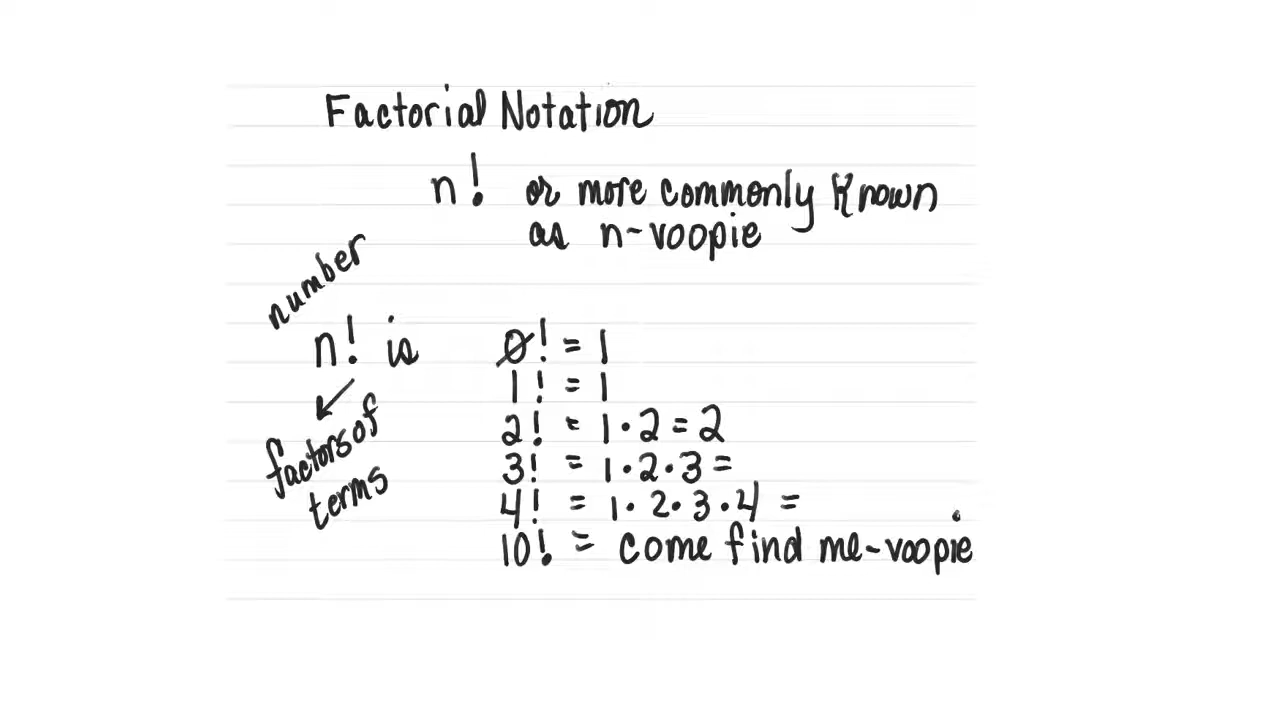 Factorial Notation
n! or more commonly known
as n-voopie
number
n! is
factors of
terms
0! = 1
1! = 1
2! = 1·2=2
3! = 1·2·3=
4! = 1·2·3·4 =
10! = come find me-voopie